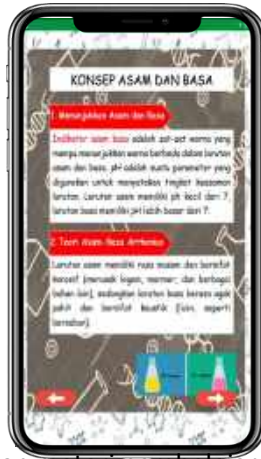 KONSEP ASAM DAN BASA
1. Menunjukkan Asam dan Basa
Indikator asam basa adalah zat-zat warna yang
mampu menunjukkan warna berbeda dalam larutan
asam dan basa. pH adalah suatu parameter yang
digunakan untuk menyatakan tingkat keasaman
larutan. Larutan asam memiliki pH kecil dari 7,
larutan basa memiliki pH lebih besar dari 7.
2. Teori Asam-Basa Arrhenius
Larutan asam memiliki rasa masam dan bersifat
korosif (merusak logam, marmer, dan berbagai
bahan lain), sedangkan larutan basa berasa agak
pahit dan bersifat kaustik (licin, seperti